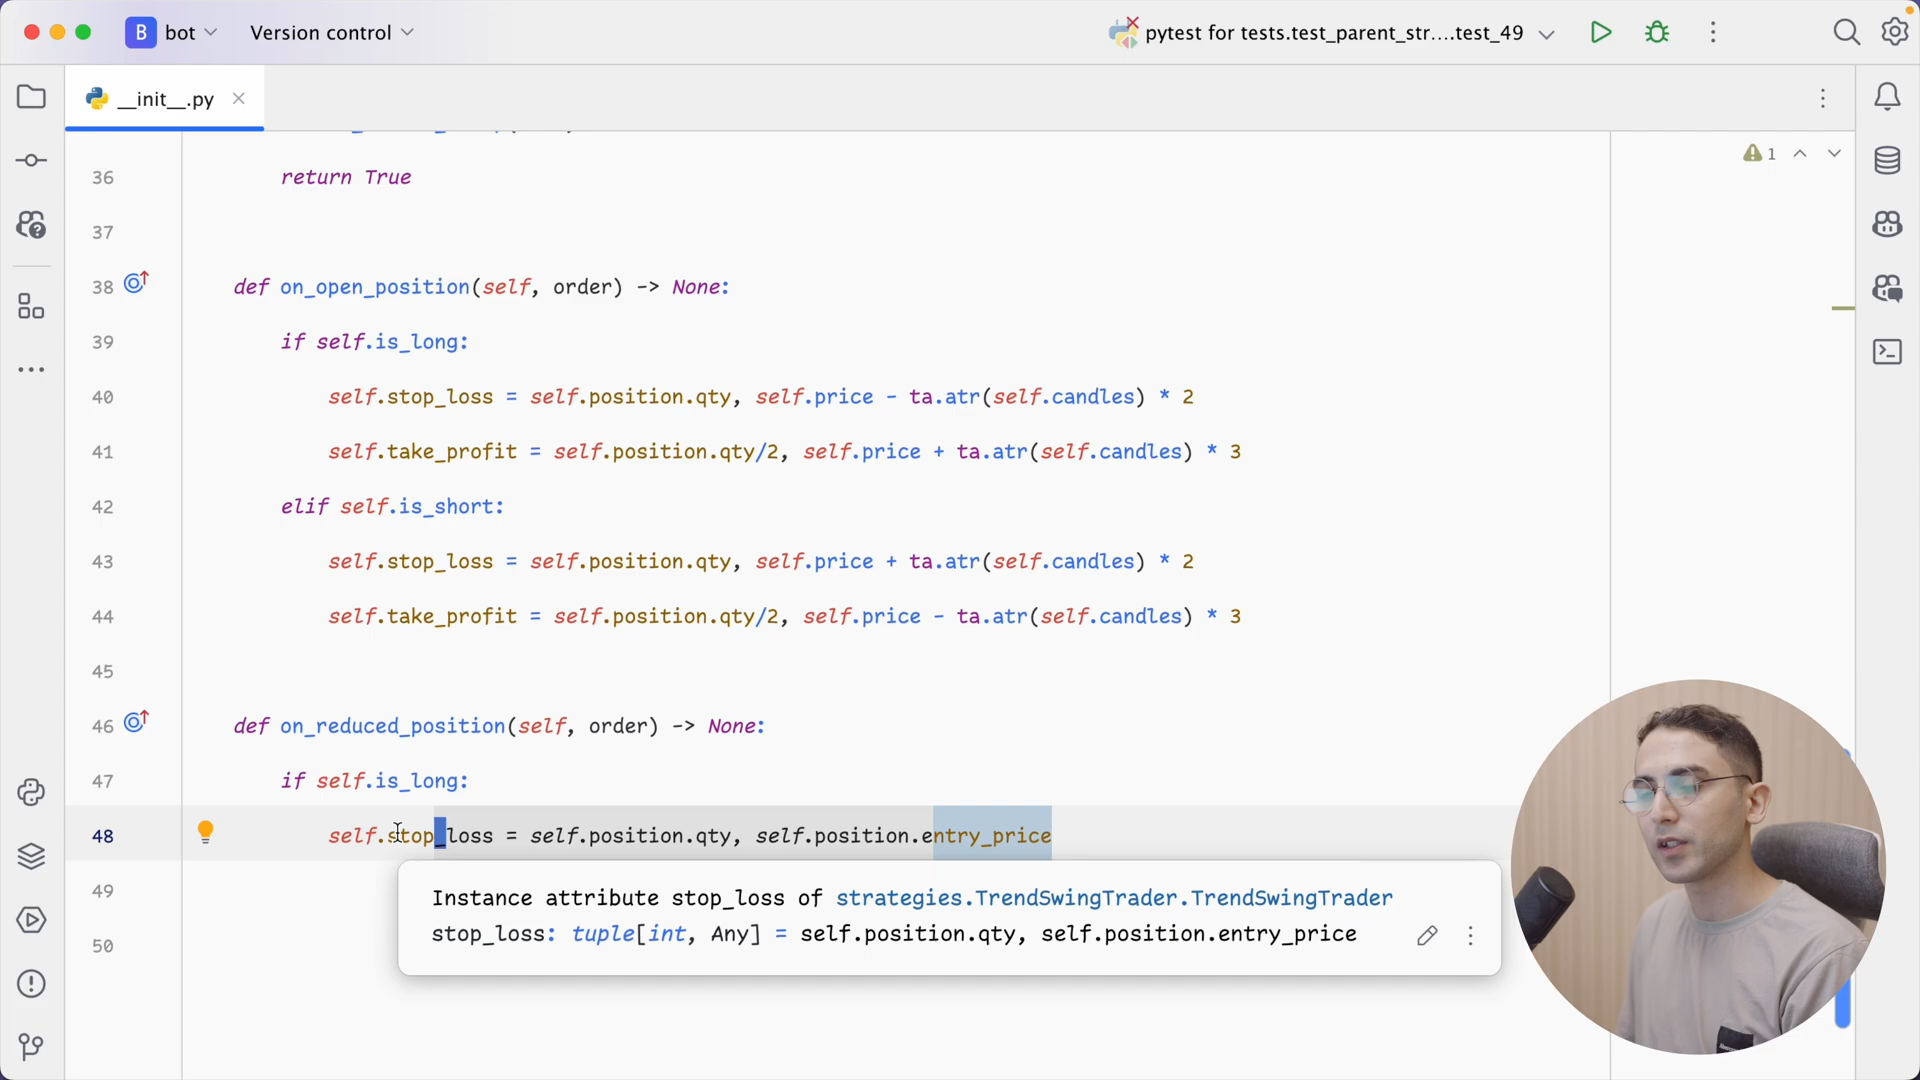 B bot Version control pytest for tests.test_parent_str....test_49
__init__.py
1
36 return True
37
38 def on_open_position(self, order) -> None:
39 if self.is_long:
40 self.stop_loss = self.position.qty, self.price - ta.atr(self.candles) * 2
41 self.take_profit = self.position.qty/2, self.price + ta.atr(self.candles) * 3
42 elif self.is_short:
43 self.stop_loss = self.position.qty, self.price + ta.atr(self.candles) * 2
44 self.take_profit = self.position.qty/2, self.price - ta.atr(self.candles) * 3
45
46 def on_reduced_position(self, order) -> None:
47 if self.is_long:
48 self.stop_loss = self.position.qty, self.position.entry_price
49
Instance attribute stop_loss of strategies.TrendSwingTrader.TrendSwingTrader
stop_loss: tuple[int, Any] = self.position.qty, self.position.entry_price
50